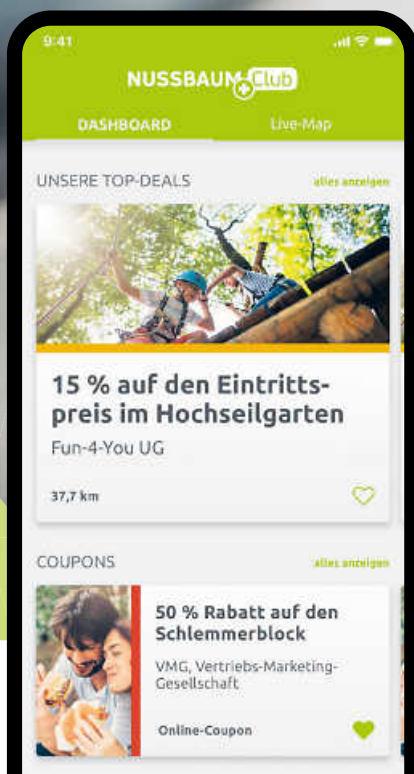 9:41
NUSSBAUM Club
DASHBOARD Live-Map
UNSERE TOP-DEALS alles anzeigen
15 % auf den Eintritts-
preis im Hochseilgarten
Fun-4-You UG
37,7 km
COUPONS alles anzeigen
50 % Rabatt auf den
Schlemmerblock
VMG, Vertriebs-Marketing-
Gesellschaft
Online-Coupon